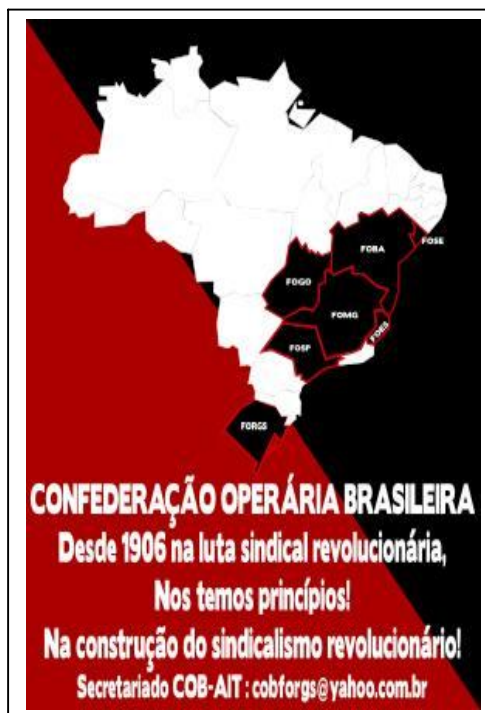 FOSE
FOBA
FOGO
FOMG
FOES
FOSP
FORGS
CONFEDERAÇÃO OPERÁRIA BRASILEIRA
Desde 1906 na luta sindical revolucionária,
Nos temos princípios!
Na construção do sindicalismo revolucionário!
Secretariado COB-AIT : cobforgs@yahoo.com.br